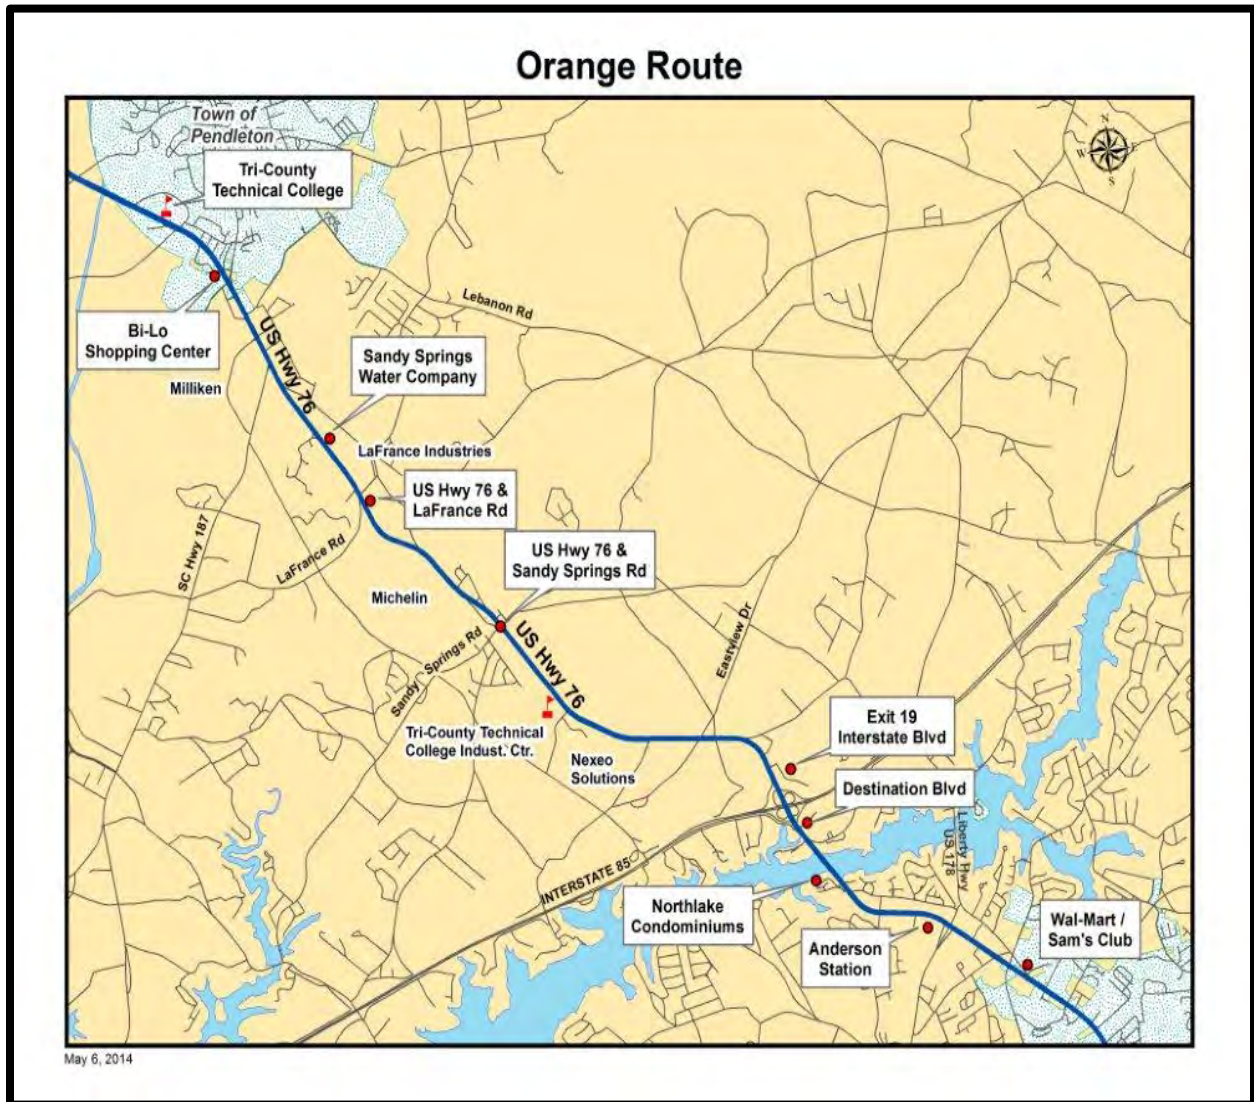 Orange Route
Town of
Pendleton
Tri-County
Technical College
N
W
E
S
Lebanon Rd
Bi-Lo
Shopping Center
US Hwy 76
Sandy Springs
Water Company
Milliken
LaFrance Industries
US Hwy 76 &
LaFrance Rd
SC Hwy 187
LaFrance Rd
US Hwy 76 &
Sandy Springs Rd
Michelin
Sandy Springs Rd
US Hwy 76
Eastview Dr
Tri-County Technical
College Indust. Ctr.
Nexeo
Solutions
Exit 19
Interstate Blvd
Destination Blvd
Liberty Hwy
US 178
INTERSTATE 85
Northlake
Condominiums
Anderson
Station
Wal-Mart /
Sam's Club
May 6, 2014